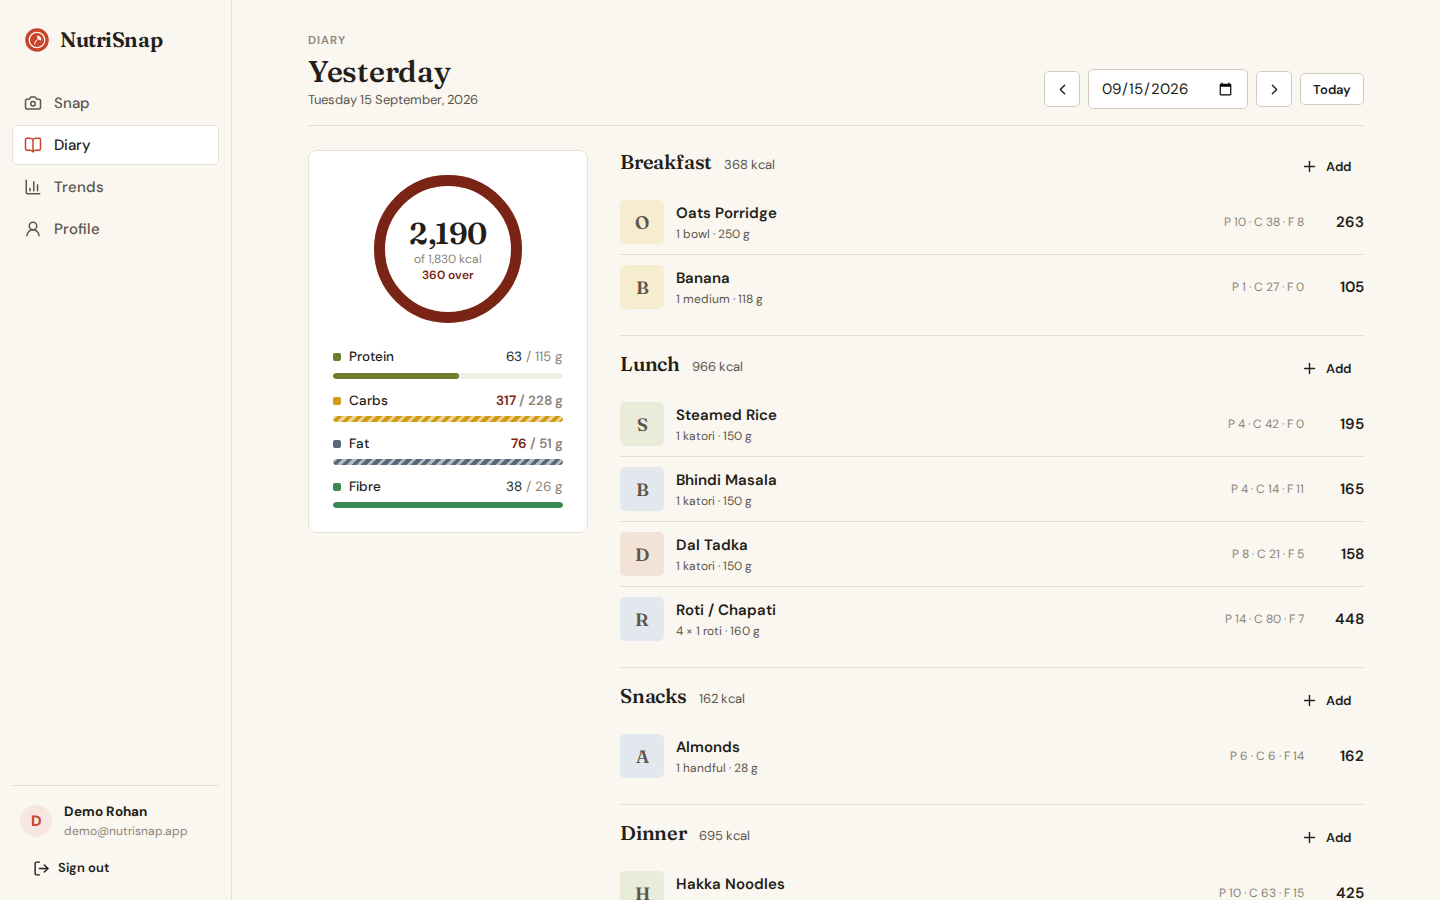 NutriSnap
Snap
Diary
Trends
Profile
Demo Rohan
D
demo@nutrisnap.app
Sign out
DIARY
Yesterday
Tuesday 15 September, 2026
09/15/2026
Today
2,190
of 1,830 kcal
360 over
Protein 63 / 115 g
Carbs 317 / 228 g
Fat 76 / 51 g
Fibre 38 / 26 g
Breakfast 368 kcal + Add
O
Oats Porridge
1 bowl · 250 g
P 10 · C 38 · F 8 263
B
Banana
1 medium · 118 g
P 1 · C 27 · F 0 105
Lunch 966 kcal + Add
S
Steamed Rice
1 katori · 150 g
P 4 · C 42 · F 0 195
B
Bhindi Masala
1 katori · 150 g
P 4 · C 14 · F 11 165
D
Dal Tadka
1 katori · 150 g
P 8 · C 21 · F 5 158
R
Roti / Chapati
4 × 1 roti · 160 g
P 14 · C 80 · F 7 448
Snacks 162 kcal + Add
A
Almonds
1 handful · 28 g
P 6 · C 6 · F 14 162
Dinner 695 kcal + Add
H
Hakka Noodles
P 10 · C 63 · F 15 425